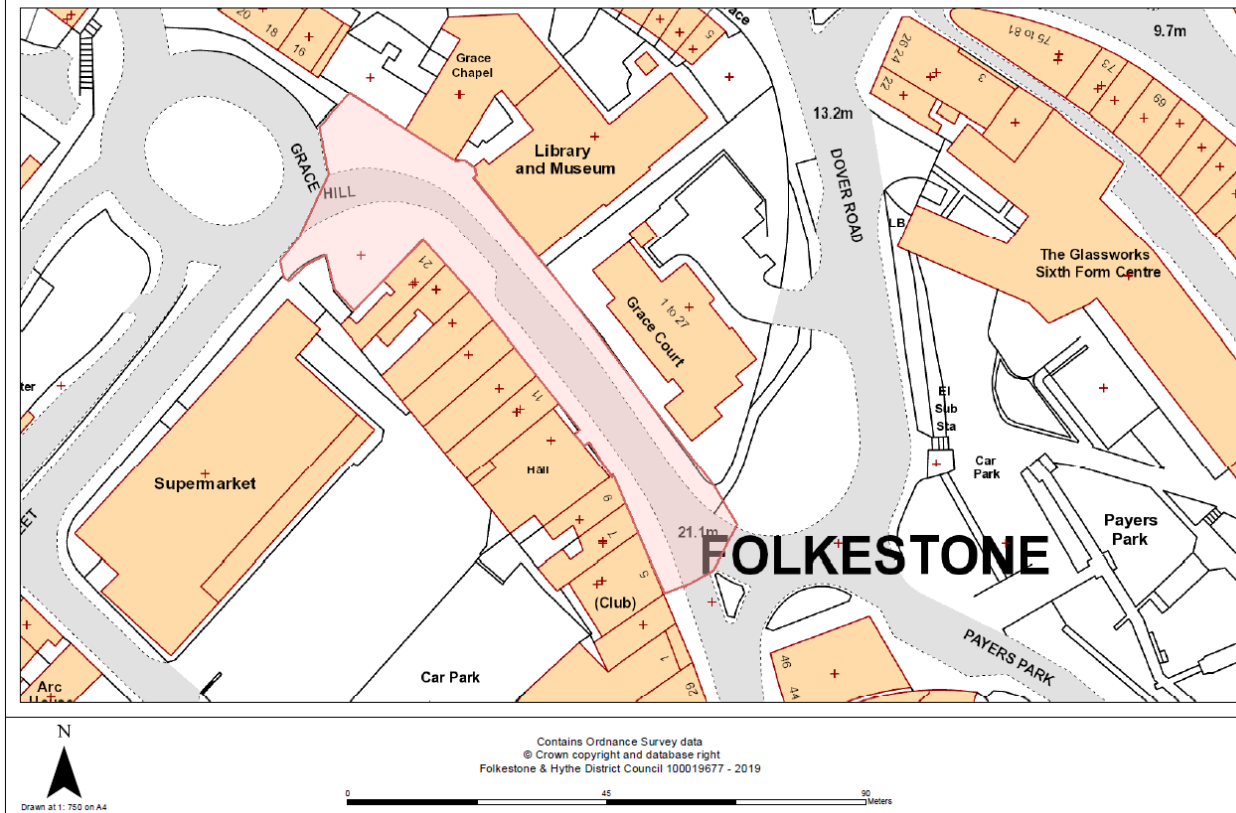 20
18
16
Grace
Chapel
5
26 24
22
3
75 to 81
73
69
9.7m
13.2m
Library
and Museum
GRACE
HILL
DOVER ROAD
LB
The Glassworks
Sixth Form Centre
21
1 to 27
Grace Court
11
El
Sub
Sta
Car
Park
Hall
Supermarket
9
7
5
(Club)
21.1m
FOLKESTONE
Payers
Park
PAYERS PARK
Car Park
1
29
46
44
Arc
N
Drawn at 1: 750 on A4
Contains Ordnance Survey data
© Crown copyright and database right
Folkestone & Hythe District Council 100019677 - 2019
0
45
90
Meters